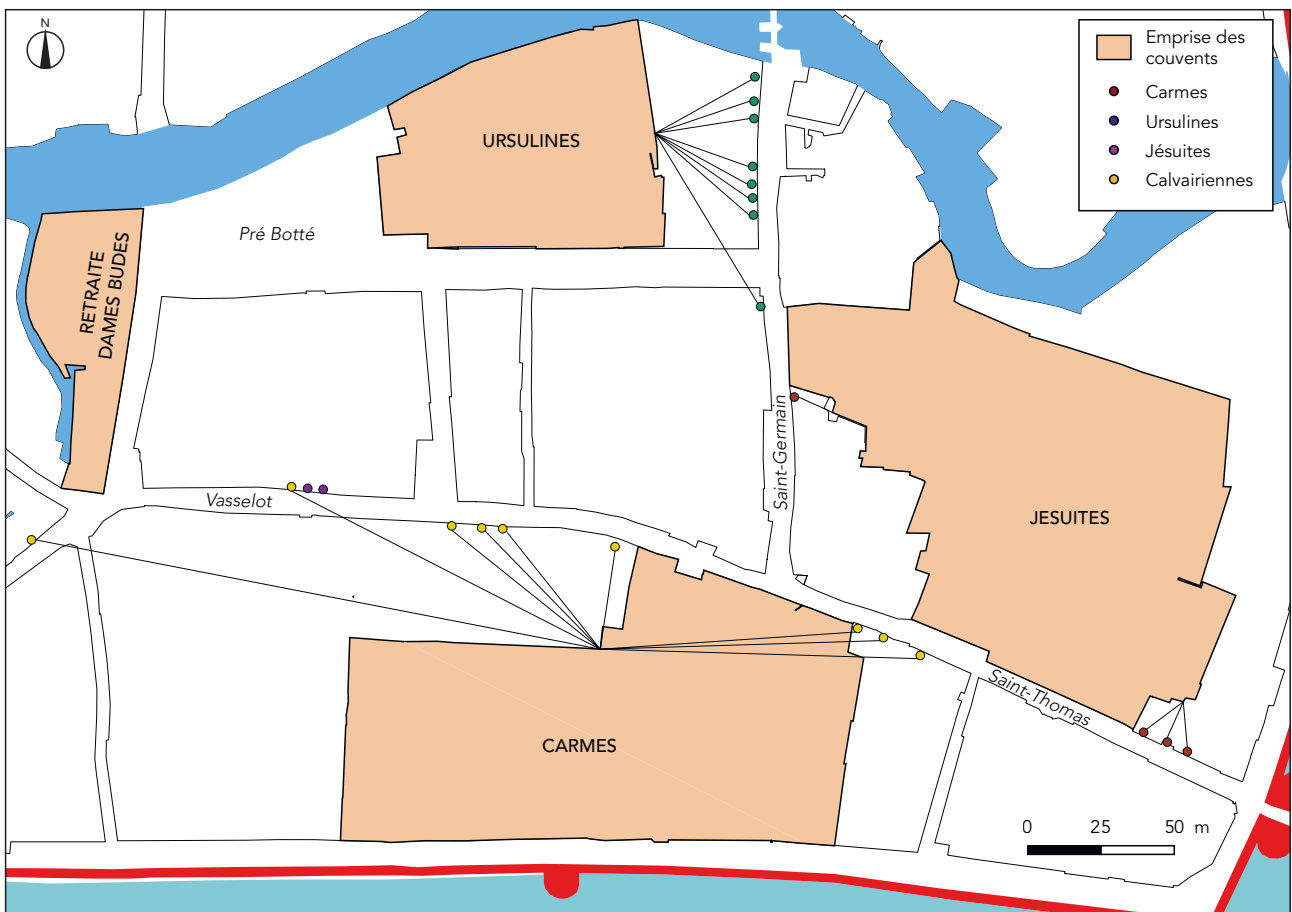 N
Emprise des
couvents
Carmes
Ursulines
Jésuites
Calvairiennes
URSULINES
Pré Botté
RETRAITE
DAMES BUDES
Saint-Germain
Vasselot
JESUITES
Saint-Thomas
CARMES
0 25 50 m